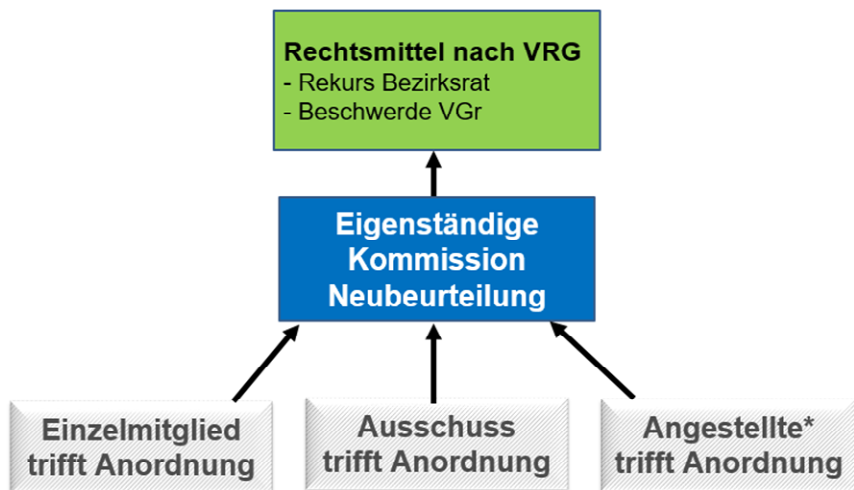 Rechtsmittel nach VRG
- Rekurs Bezirksrat
- Beschwerde VGr
Eigenständige
Kommission
Neubeurteilung
Einzelmitglied
trifft Anordnung
Ausschuss
trifft Anordnung
Angestellte*
trifft Anordnung